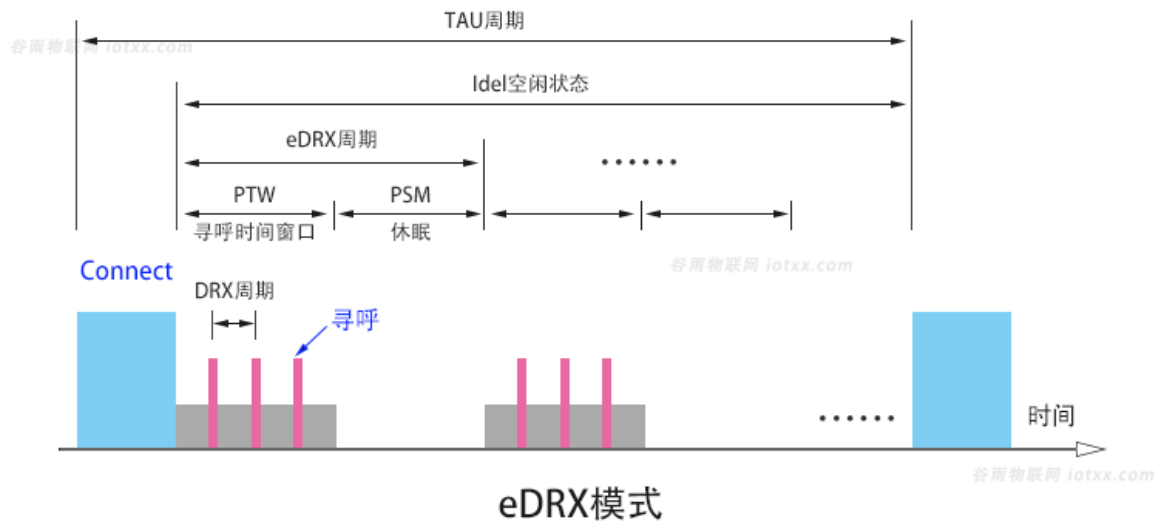 TAU周期
谷雨物联网 iotxx.com
Idel空闲状态
eDRX周期
......
PTW
PSM
寻呼时间窗口
休眠
Connect
谷雨物联网 iotxx.com
DRX周期
寻呼
......
时间
谷雨物联网 iotxx.com
eDRX模式